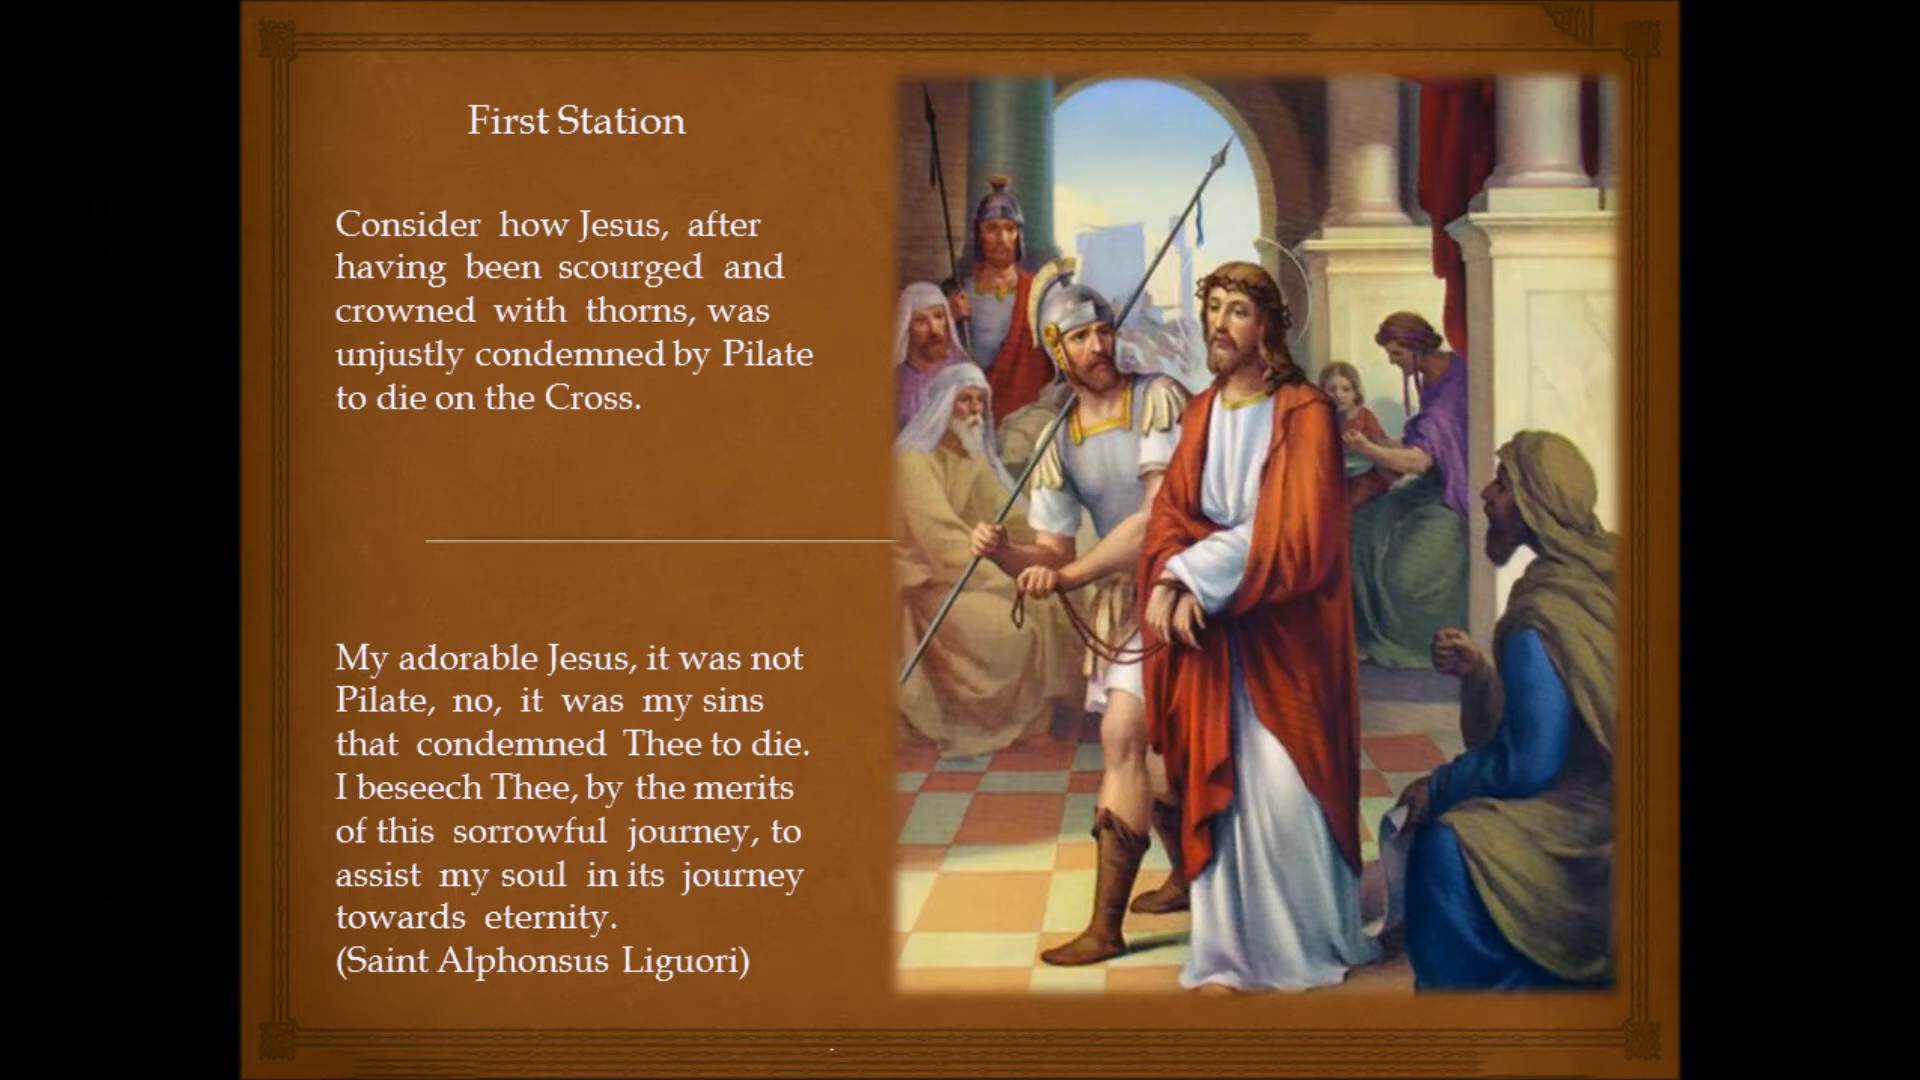 First Station
Consider how Jesus, after
having been scourged and
crowned with thorns, was
unjustly condemned by Pilate
to die on the Cross.
My adorable Jesus, it was not
Pilate, no, it was my sins
that condemned Thee to die.
I beseech Thee, by the merits
of this sorrowful journey, to
assist my soul in its journey
towards eternity.
(Saint Alphonsus Liguori)